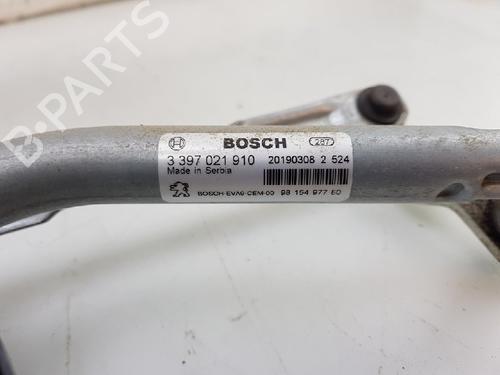 B-PARTS
BOSCH 287
3 397 021 910 20190308 2 524
Made in Serbia
BOSCH-EVA6-CEM-00 98 154 977 80